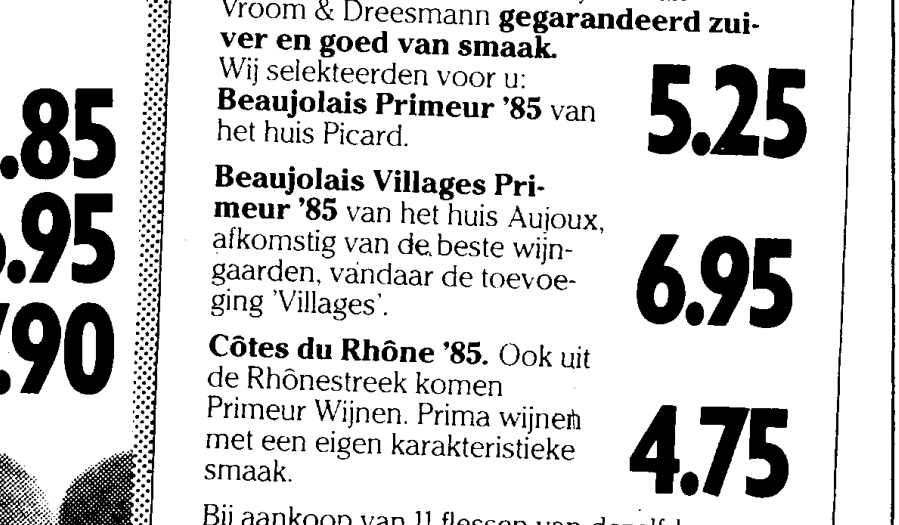 Vroom & Dreesmann gegarandeerd zui-
ver en goed van smaak.
Wij selekteerden voor u:
Beaujolais Primeur '85 van
het huis Picard.
5.25
Beaujolais Villages Pri-
meur '85 van het huis Aujoux,
afkomstig van de beste wijn-
gaarden, vandaar de toevoe-
ging 'Villages'.
6.95
Côtes du Rhône '85. Ook uit
de Rhônestreek komen
Primeur Wijnen. Prima wijnen
met een eigen karakteristieke
smaak.
4.75
Bij aankoop van 11 flessen van
.85
.95
.90